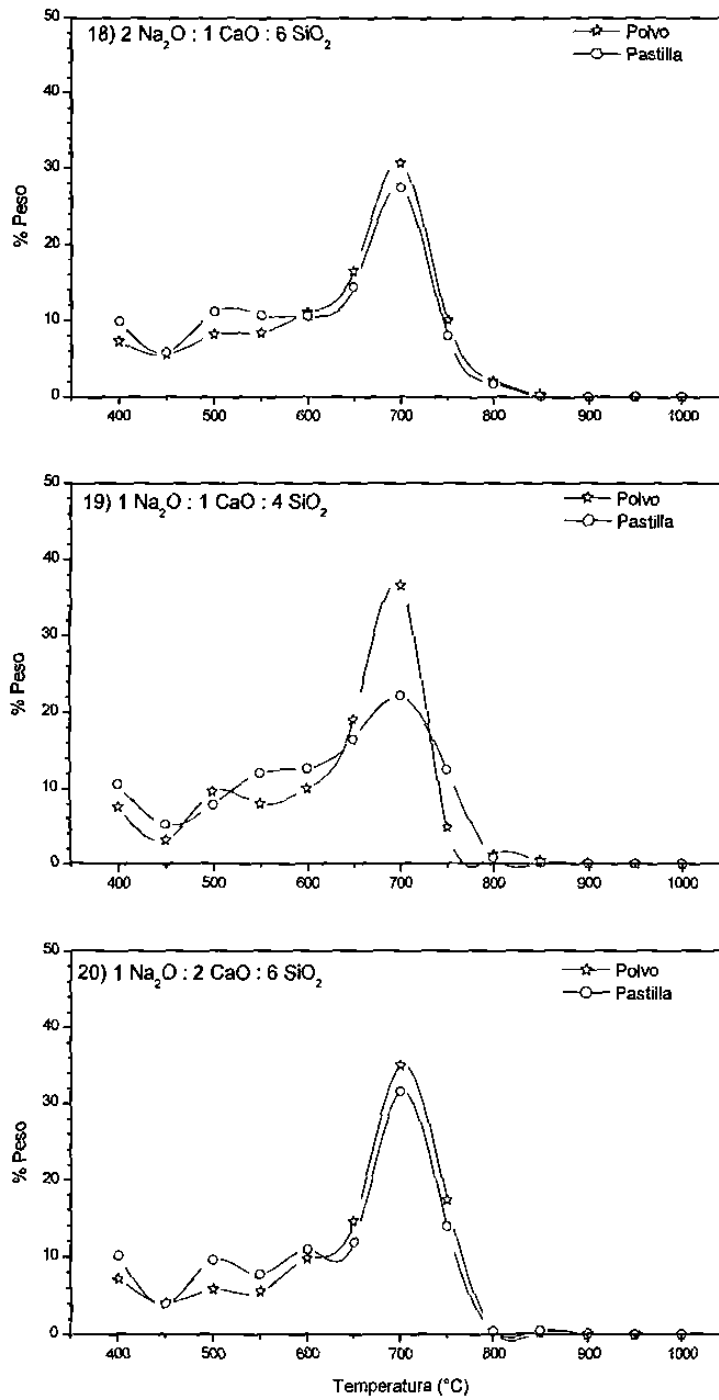 50
40
30
20
10
0
% Peso
18) 2 Na₂O : 1 CaO : 6 SiO₂
Polvo
Pastilla
400 500 600 700 800 900 1000
50
40
30
20
10
0
% Peso
19) 1 Na₂O : 1 CaO : 4 SiO₂
Polvo
Pastilla
400 500 600 700 800 900 1000
50
40
30
20
10
0
% Peso
20) 1 Na₂O : 2 CaO : 6 SiO₂
Polvo
Pastilla
400 500 600 700 800 900 1000
Temperatura (°C)